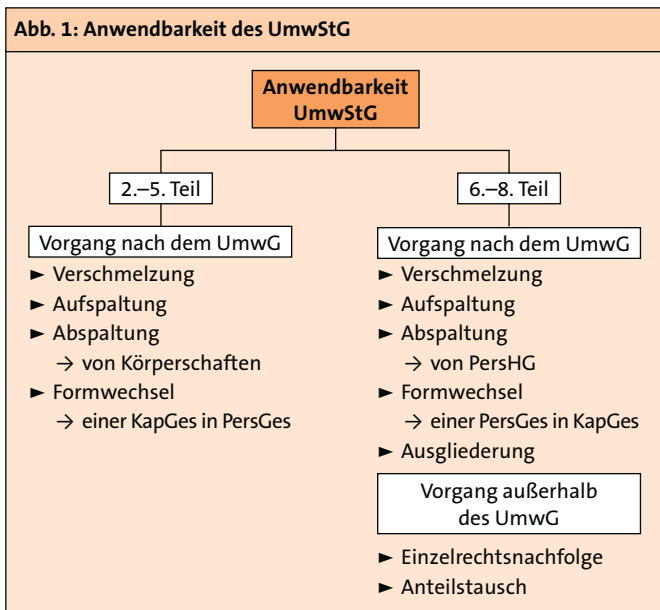 Abb. 1: Anwendbarkeit des UmwStG
Anwendbarkeit
UmwStG
2.–5. Teil
Vorgang nach dem UmwG
► Verschmelzung
► Aufspaltung
► Abspaltung
→ von Körperschaften
► Formwechsel
→ einer KapGes in PersGes
6.–8. Teil
Vorgang nach dem UmwG
► Verschmelzung
► Aufspaltung
► Abspaltung
→ von PersHG
► Formwechsel
→ einer PersGes in KapGes
► Ausgliederung
Vorgang außerhalb
des UmwG
► Einzelrechtsnachfolge
► Anteilstausch